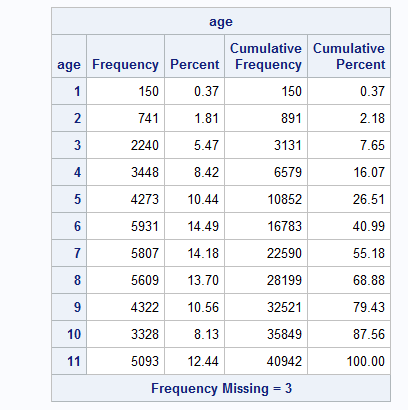 age
age Frequency Percent Cumulative Frequency Cumulative Percent
1 150 0.37 150 0.37
2 741 1.81 891 2.18
3 2240 5.47 3131 7.65
4 3448 8.42 6579 16.07
5 4273 10.44 10852 26.51
6 5931 14.49 16783 40.99
7 5807 14.18 22590 55.18
8 5609 13.70 28199 68.88
9 4322 10.56 32521 79.43
10 3328 8.13 35849 87.56
11 5093 12.44 40942 100.00
Frequency Missing = 3